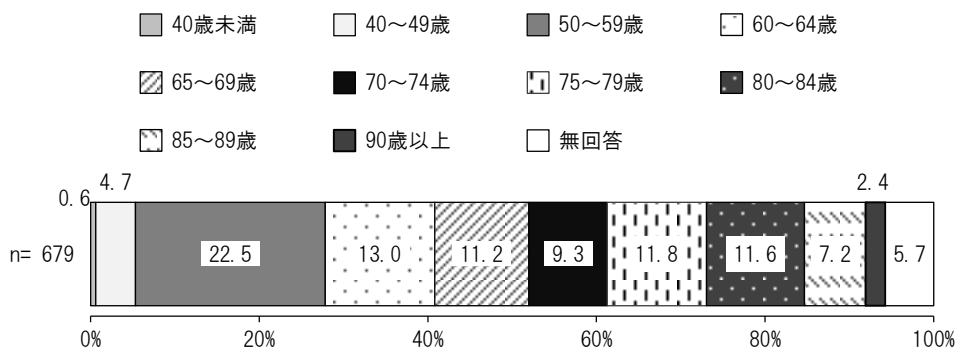 40歳未満 40～49歳 50～59歳 60～64歳
65～69歳 70～74歳 75～79歳 80～84歳
85～89歳 90歳以上 無回答
0.6 4.7 2.4
n= 679 22.5 13.0 11.2 9.3 11.8 11.6 7.2 5.7
0% 20% 40% 60% 80% 100%